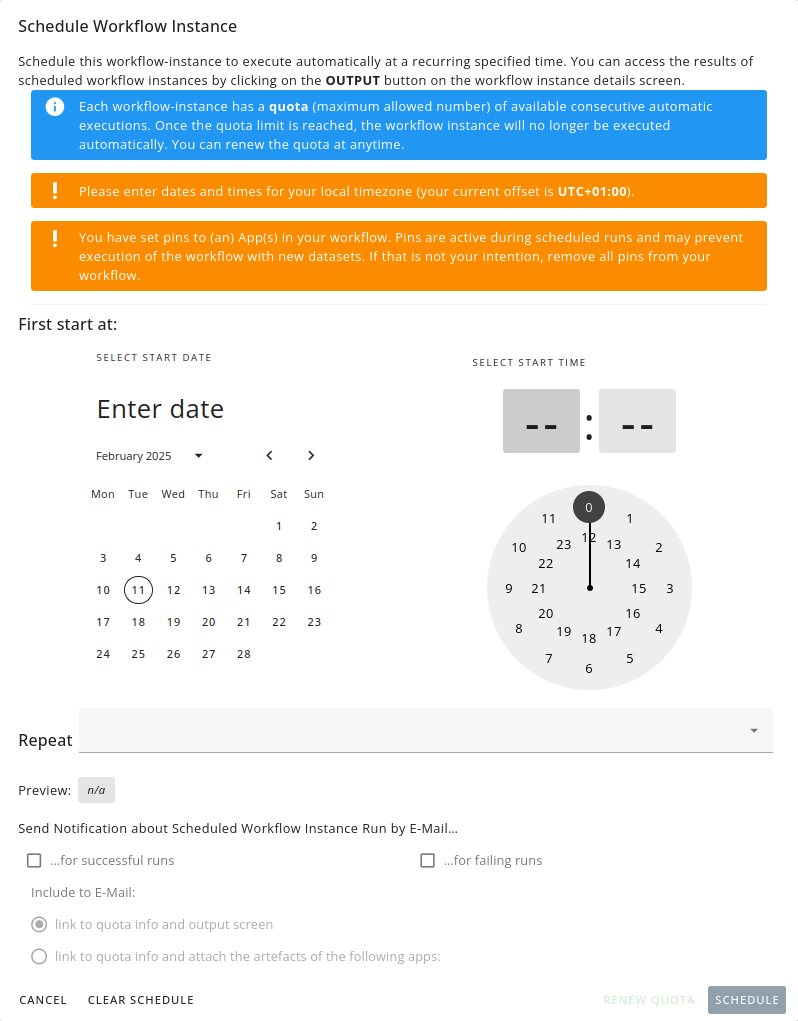 Schedule Workflow Instance
Schedule this workflow-instance to execute automatically at a recurring specified time. You can access the results of
scheduled workflow instances by clicking on the OUTPUT button on the workflow instance details screen.
Each workflow-instance has a quota (maximum allowed number) of available consecutive automatic
executions. Once the quota limit is reached, the workflow instance will no longer be executed
automatically. You can renew the quota at anytime.
Please enter dates and times for your local timezone (your current offset is UTC+01:00).
You have set pins to (an) App(s) in your workflow. Pins are active during scheduled runs and may prevent
execution of the workflow with new datasets. If that is not your intention, remove all pins from your
workflow.
First start at:
SELECT START DATE
Enter date
February 2025
Mon Tue Wed Thu Fri Sat Sun
1 2
3 4 5 6 7 8 9
10 11 12 13 14 15 16
17 18 19 20 21 22 23
24 25 26 27 28
SELECT START TIME
-- : --
0
11 1
12
10 23 13 2
22 14
9 21 15 3
20 16
8 19 17 4
18
7 5
6
Repeat
Preview: n/a
Send Notification about Scheduled Workflow Instance Run by E-Mail...
...for successful runs
...for failing runs
Include to E-Mail:
link to quota info and output screen
link to quota info and attach the artefacts of the following apps:
CANCEL CLEAR SCHEDULE RENEW QUOTA SCHEDULE